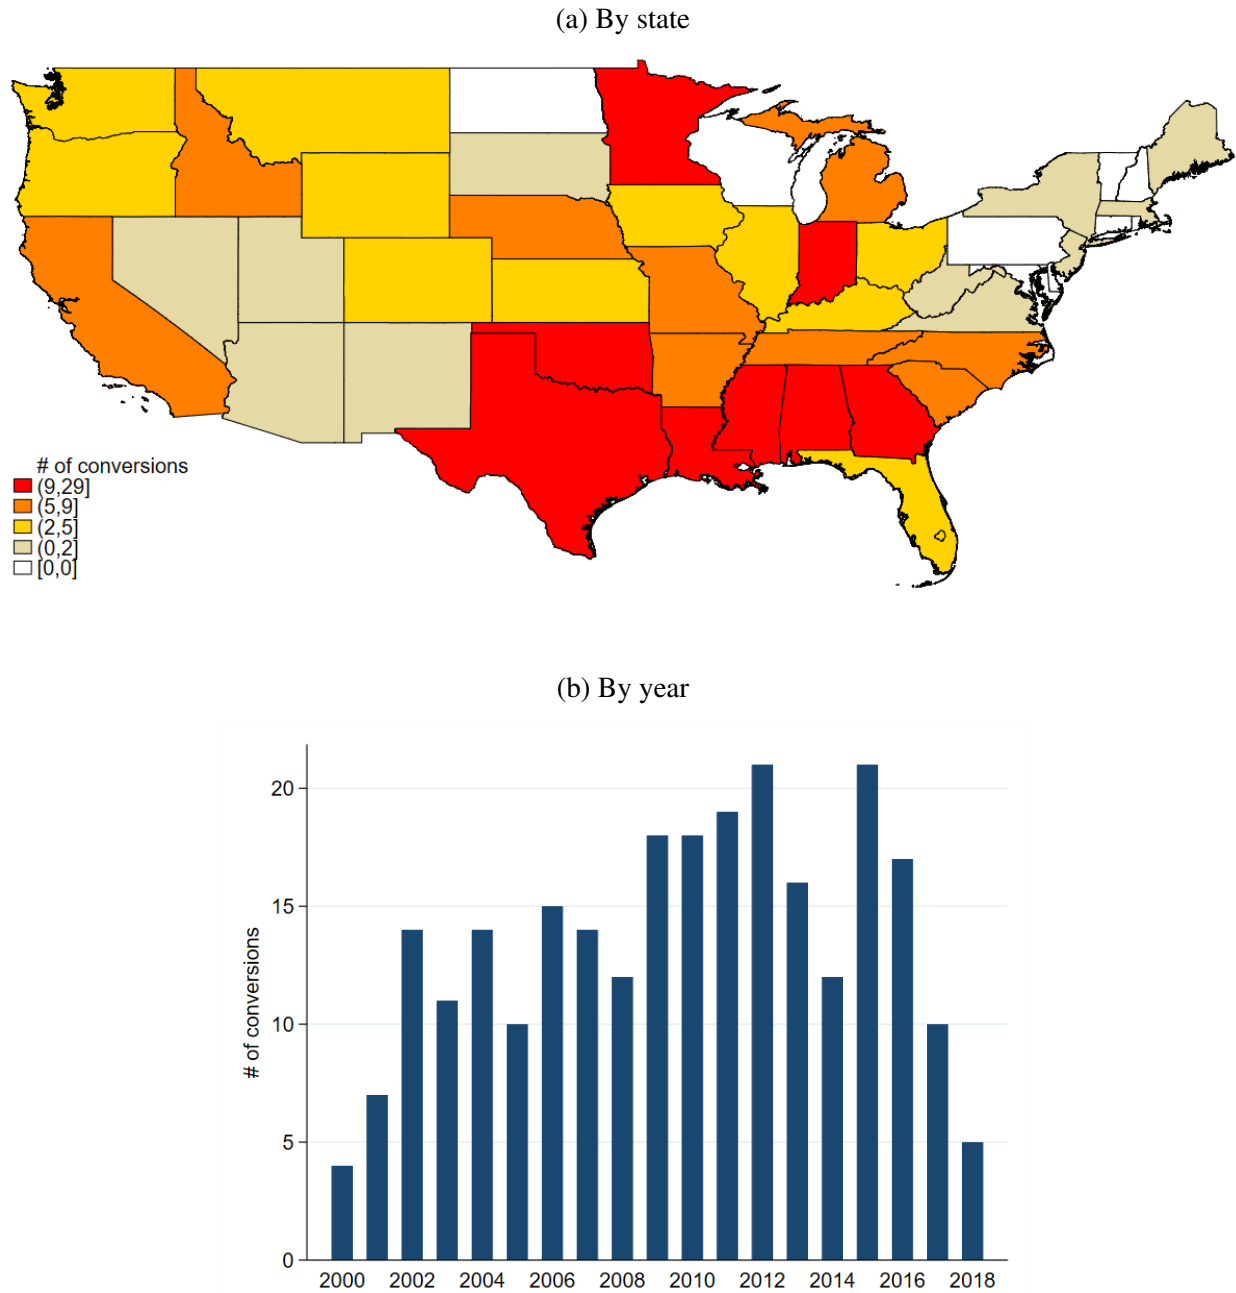 (a) By state
# of conversions
(9,29]
(5,9]
(2,5]
(0,2]
[0,0]
(b) By year
# of conversions
20
15
10
5
0
2000 2002 2004 2006 2008 2010 2012 2014 2016 2018